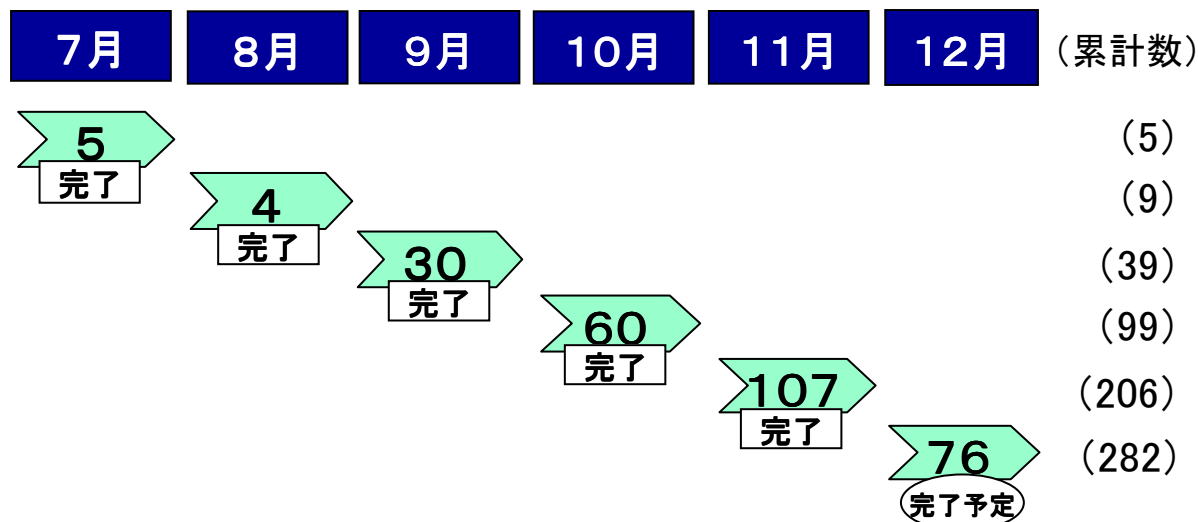 ７月 ８月 ９月 １０月 １１月 １２月 （累計数）
５ （5）
完了
４ （9）
完了
３０ （39）
完了
６０ （99）
完了
１０７ （206）
完了
７６ （282）
完了予定